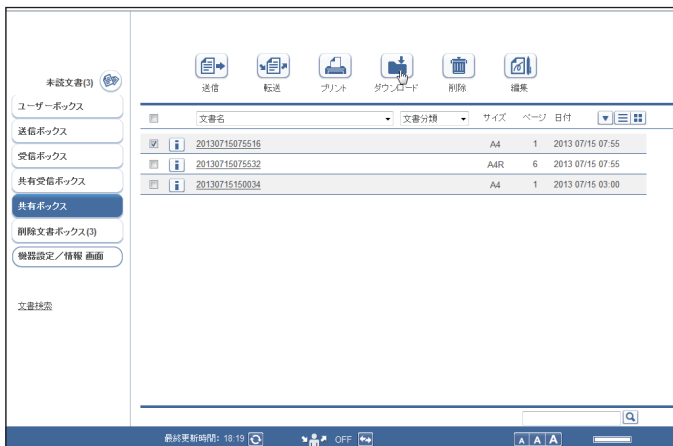 未読文書(3)
送信 転送 プリント ダウンロード 削除 編集
ユーザーボックス
送信ボックス
受信ボックス
共有受信ボックス
共有ボックス
削除文書ボックス(3)
機器設定/情報 画面
文書検索
文書名 文書分類 サイズ ページ 日付
20130715075516 A4 1 2013 07/15 07:55
20130715075532 A4R 6 2013 07/15 07:55
20130715150034 A4 1 2013 07/15 03:00
最終更新時間: 18:19 OFF A A A